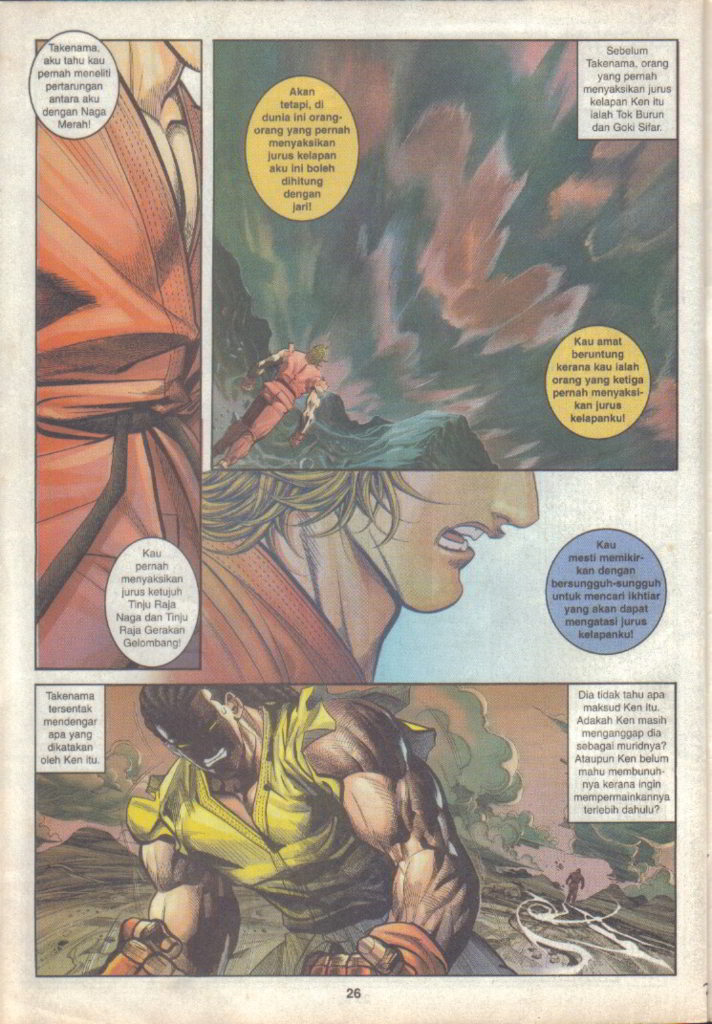 Takenama,
aku tahu kau
pernah meneliti
pertarungan
antara aku
dengan Naga
Merah!
Kau
pernah
menyaksikan
jurus ketujuh
Tinju Raja
Naga dan Tinju
Raja Gerakan
Gelombang!
Sebelum
Takenama, orang
yang pernah
menyaksikan jurus
kelapan Ken itu
ialah Tok Burun
dan Goki Sifar.
Akan
tetapi, di
dunia ini orang-
orang yang pernah
menyaksikan
jurus kelapan
aku ini boleh
dihitung
dengan
jari!
Kau amat
beruntung
kerana kau ialah
orang yang ketiga
pernah menyaksi-
kan jurus
kelapanku!
Kau
mesti memikir-
kan dengan
bersungguh-sungguh
untuk mencari ikhtiar
yang akan dapat
mengatasi jurus
kelapanku!
Takenama
tersentak
mendengar
apa yang
dikatakan
oleh Ken itu.
Dia tidak tahu apa
maksud Ken itu.
Adakah Ken masih
menganggap dia
sebagai muridnya?
Ataupun Ken belum
mahu membunuh-
nya kerana ingin
mempermainkannya
terlebih dahulu?
26